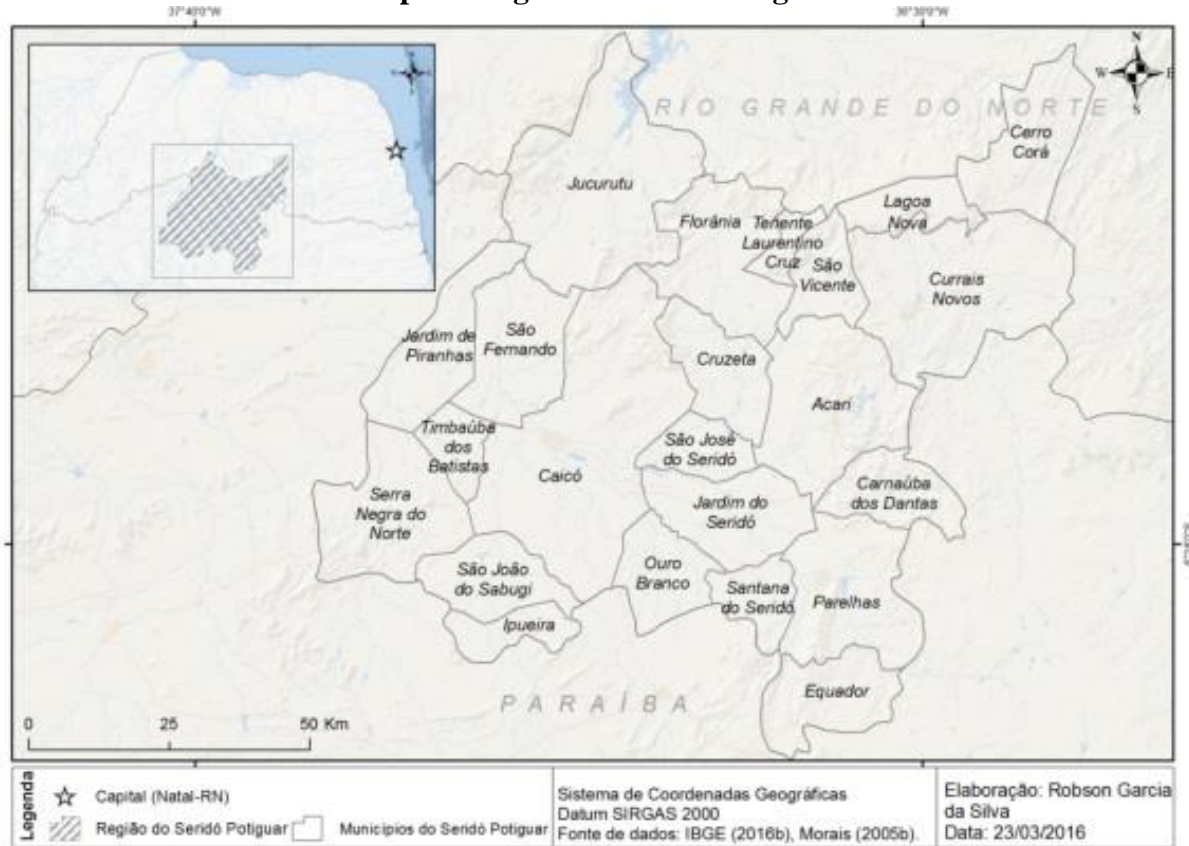 37°40'0"W
36°30'0"W
N
W
E
S
RIO GRANDE DO NORTE
Cerro
Corá
Jucurutu
Lagoa
Nova
Florânia
Tenente
Laurentino
Cruz
São
Vicente
Currais
Novos
Jardim de
Piranhas
São
Fernando
Cruzeta
Acari
Timbaúba
dos
Batistas
São José
do Seridó
Caicó
Carnaúba
dos Dantas
Serra
Negra do
Norte
Jardim do
Seridó
São João
do Sabugi
Ouro
Branco
Santana
do Seridó
Parelhas
Ipueira
Equador
PARAÍBA
0 25 50 Km
Legenda
Capital (Natal-RN)
Região do Seridó Potiguar
Municípios do Seridó Potiguar
Sistema de Coordenadas Geográficas
Datum SIRGAS 2000
Fonte de dados: IBGE (2016b), Morais (2005b).
Elaboração: Robson Garcia
da Silva
Data: 23/03/2016